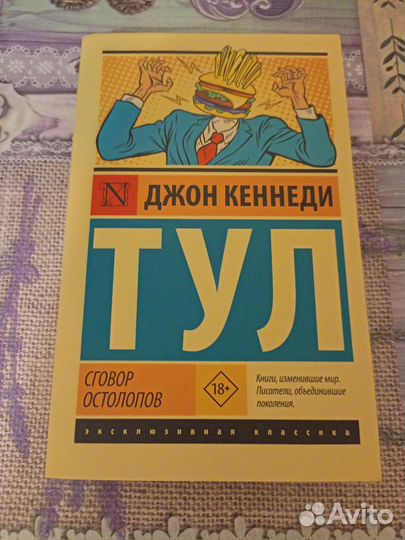 N
ДЖОН КЕННЕДИ
ТУЛ
СГОВОР
ОСТОЛОПОВ
18+
Книги, изменившие мир.
Писатели, объединившие
поколения.
эксклюзивная классика
Avito